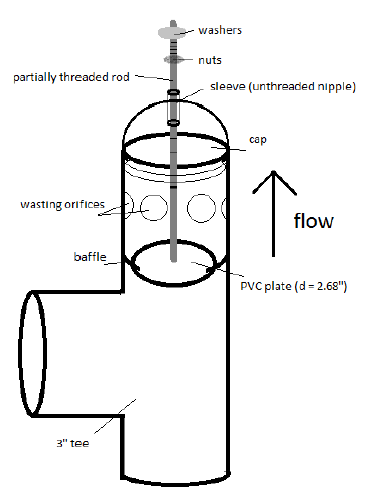 washers
nuts
partially threaded rod
sleeve (unthreaded nipple)
cap
wasting orifices
flow
baffle
PVC plate (d = 2.68")
3" tee